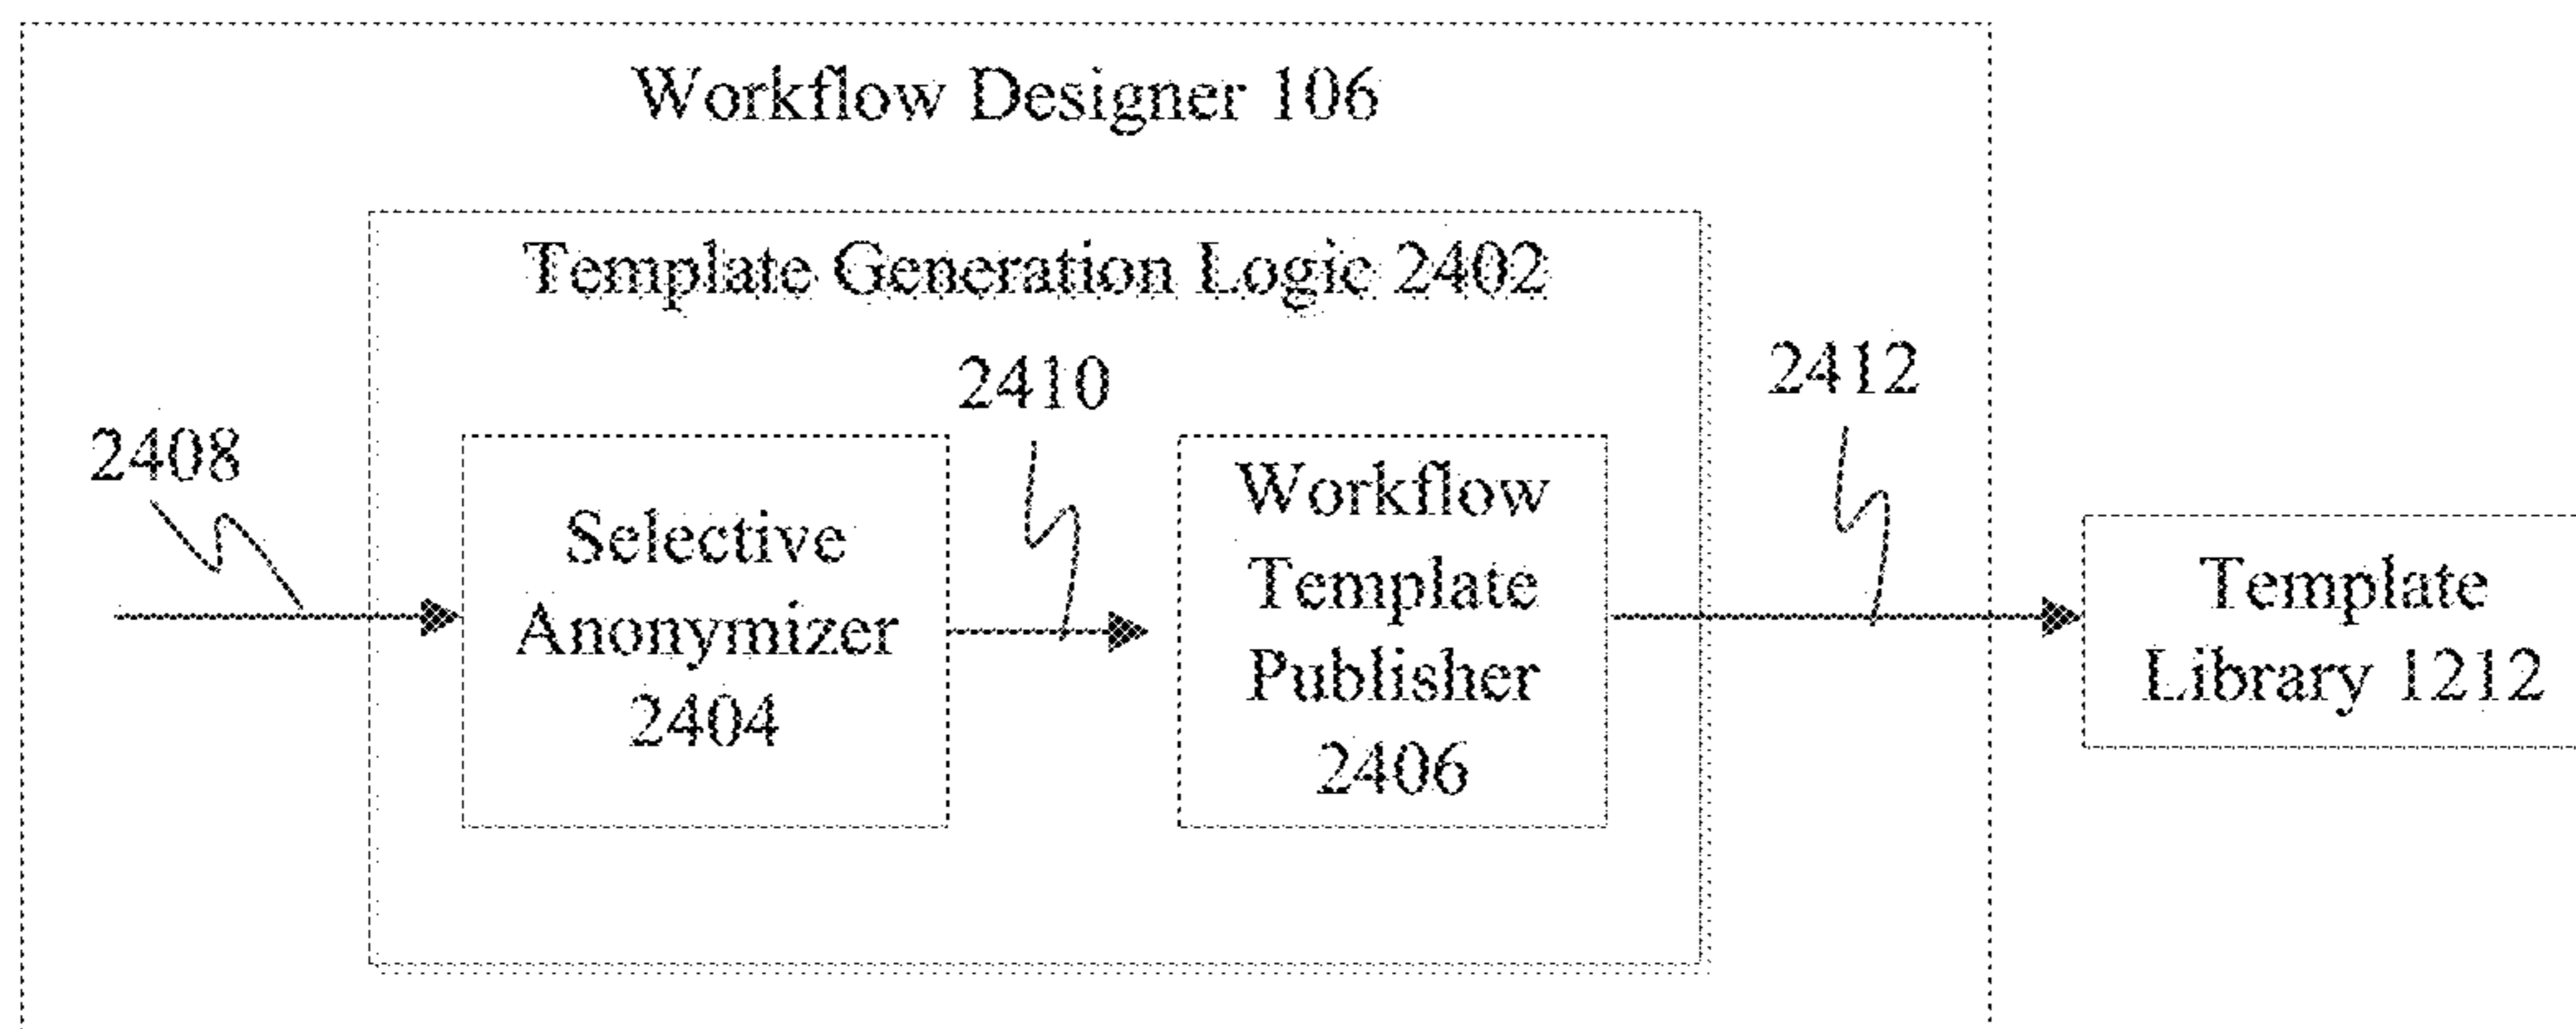 Workflow Designer 106
Template Generation Logic 2402
2410
2412
2408
Selective
Anonymizer
2404
Workflow
Template
Publisher
2406
Template
Library 1212